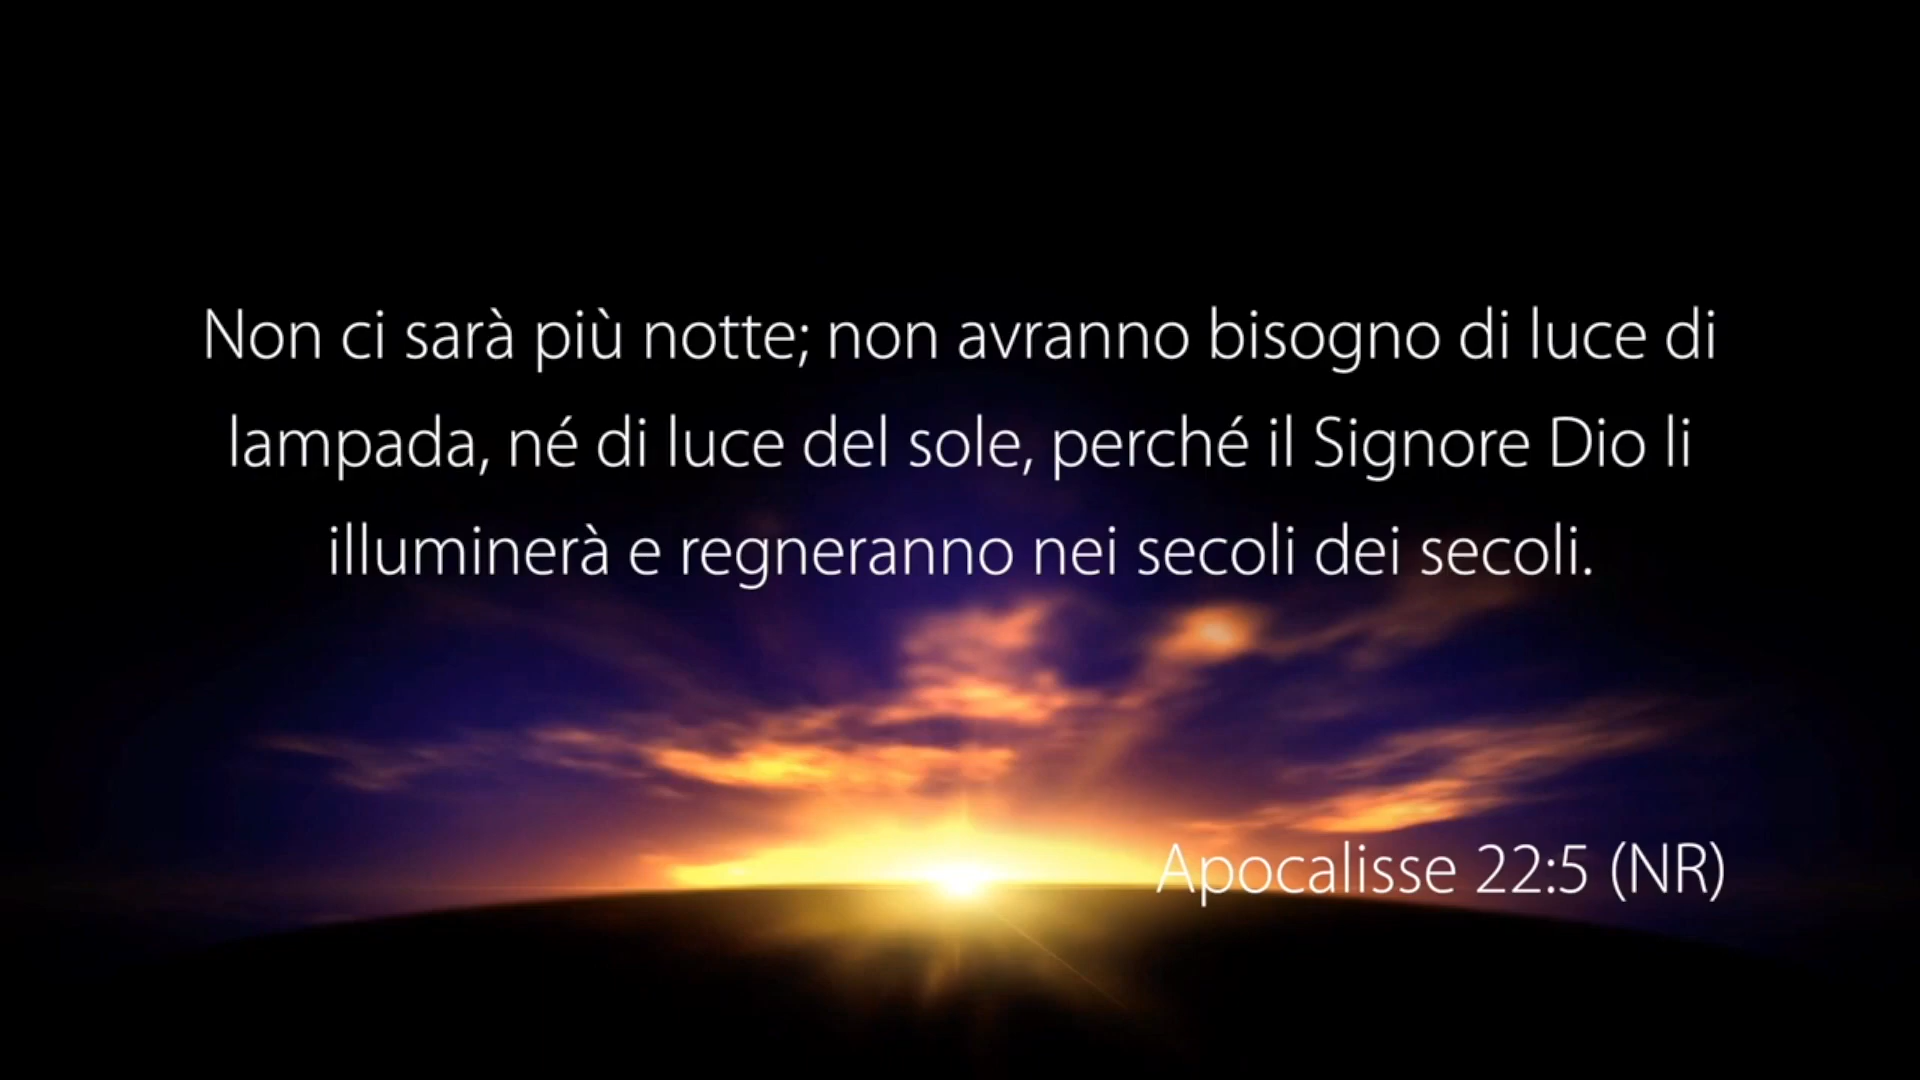 Non ci sarà più notte; non avranno bisogno di luce di
lampada, né di luce del sole, perché il Signore Dio li
illuminerà e regneranno nei secoli dei secoli.
Apocalisse 22:5 (NR)